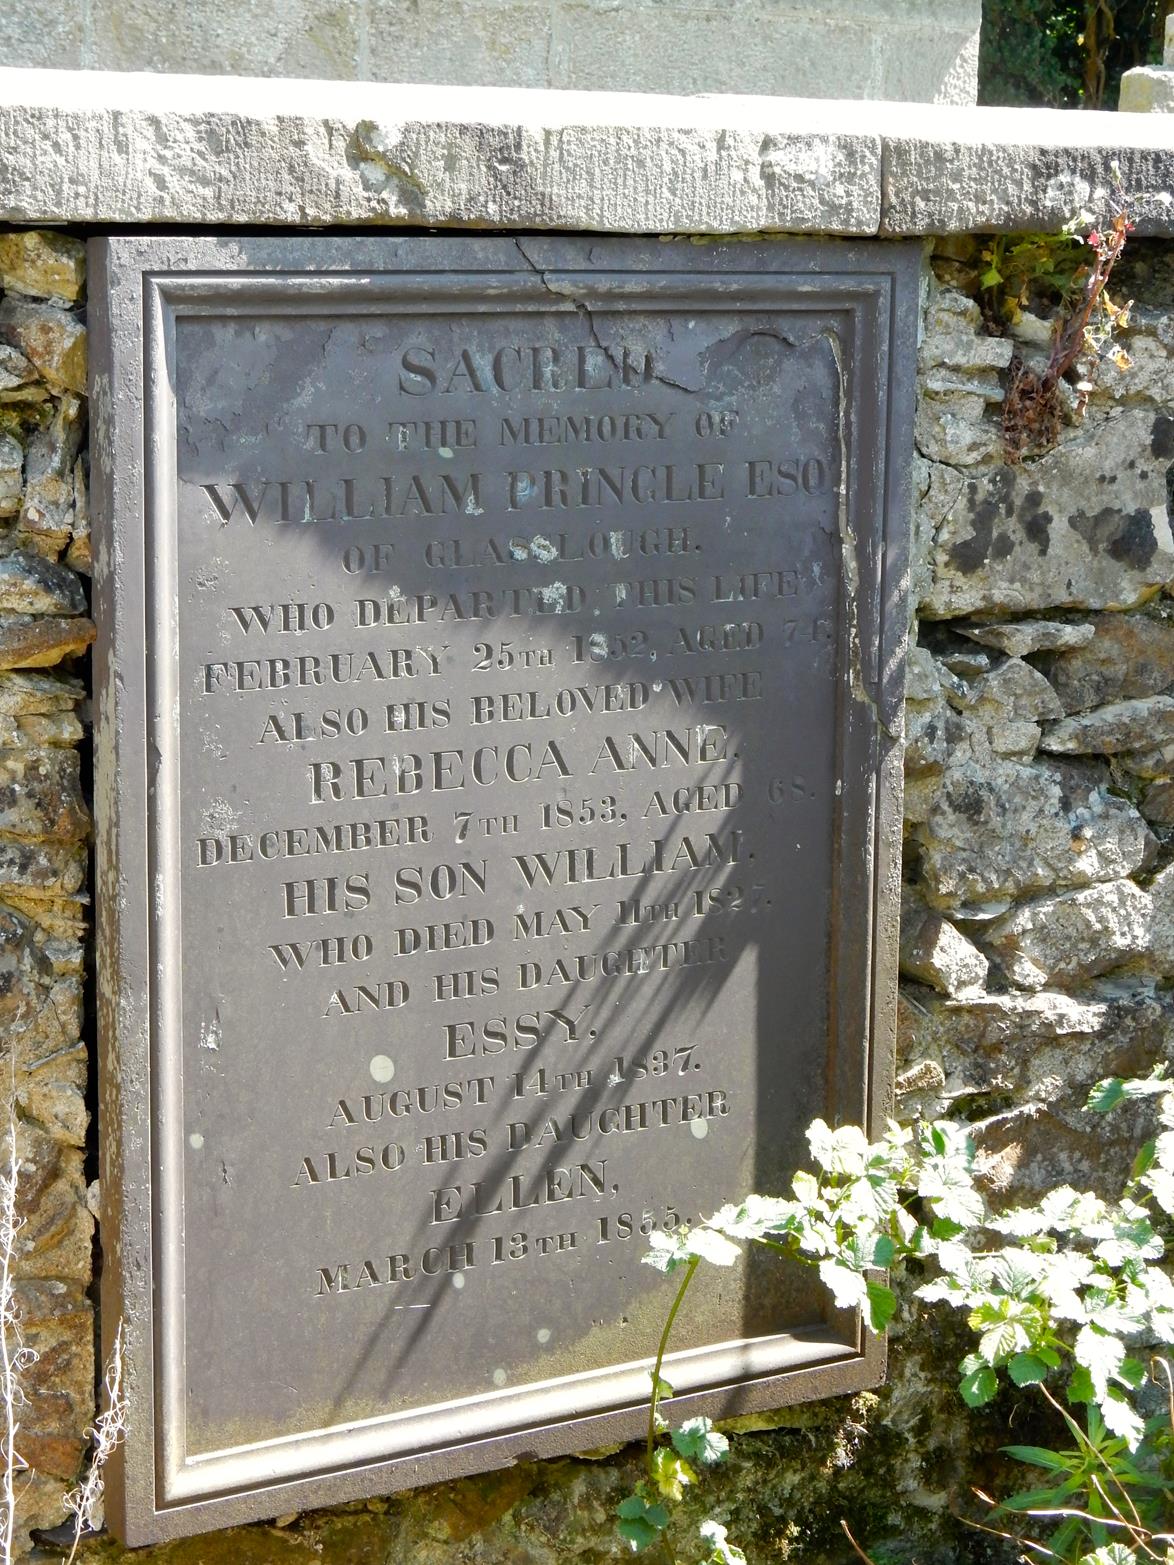 SACRED
TO THE MEMORY OF
WILLIAM PRINGLE ESQ
OF GLASSLOUGH.
WHO DEPARTED THIS LIFE
FEBRUARY 25TH 1852, AGED 74.
ALSO HIS BELOVED WIFE
REBECCA ANNE.
DECEMBER 7TH 1853, AGED 68.
HIS SON WILLIAM.
WHO DIED MAY 11TH 1827.
AND HIS DAUGHTER
ESSY.
AUGUST 14TH 1837.
ALSO HIS DAUGHTER
ELLEN,
MARCH 13TH 1855.